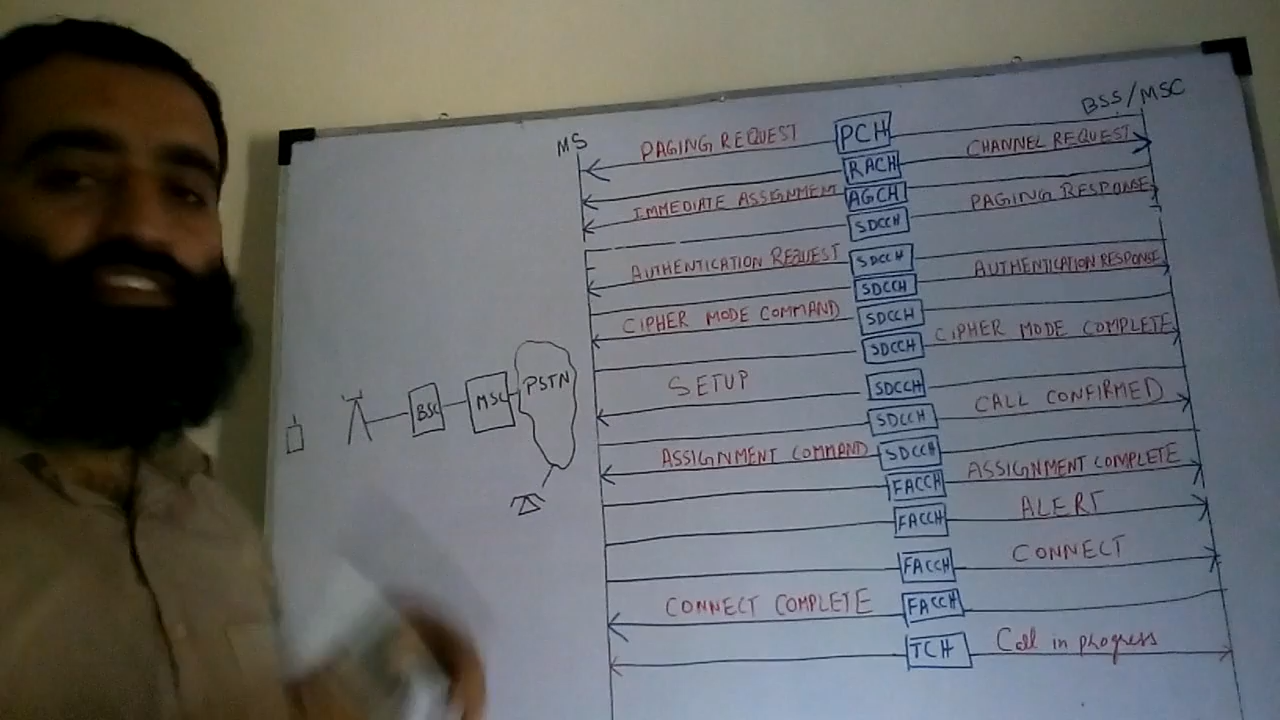 BSS/MSC
MS
PAGING REQUEST PCH
RACH CHANNEL REQUEST
IMMEDIATE ASSIGNMENT AGCH
SDCCH PAGING RESPONSE
AUTHENTICATION REQUEST SDCCH
SDCCH AUTHENTICATION RESPONSE
CIPHER MODE COMMAND SDCCH
SDCCH CIPHER MODE COMPLETE
SETUP SDCCH
SDCCH CALL CONFIRMED
ASSIGNMENT COMMAND SDCCH
FACCH ASSIGNMENT COMPLETE
FACCH ALERT
FACCH CONNECT
CONNECT COMPLETE FACCH
TCH Call in progress
BSC MSC PSTN